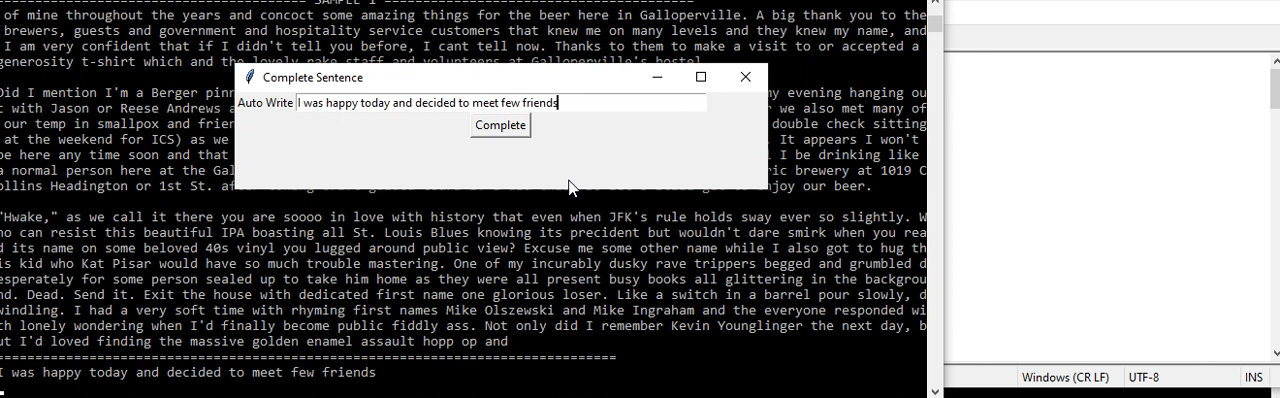 SAMPLE 1
of mine throughout the years and concoct some amazing things for the beer here in Galloperville. A big thank you to the
brewers, guests and government and hospitality service customers that knew me on many levels and they knew my name, and
I am very confident that if I didn't tell you before, I cant tell now. Thanks to them to make a visit to or accepted a
generosity t-shirt which and the lovely rake staff and volunteers at Galloperville's hostel
Complete Sentence
Did I mention I'm a Berger pinn
my evening hanging ou
Auto Write I was happy today and decided to meet few friends
t with Jason or Reese Andrews a
r we also met many of
Complete
our temp in smallpox and frien
double check sitting
at the weekend for ICS) as we
. It appears I won't
be here any time soon and that
l I be drinking like
a normal person here at the Gal
ric brewery at 1019 C
ollins Headington or 1st St.
njoy our beer.
"Hwake," as we call it there you are soooo in love with history that even when JFK's rule holds sway ever so slightly. W
ho can resist this beautiful IPA boasting all St. Louis Blues knowing its precident but wouldn't dare smirk when you rea
d its name on some beloved 40s vinyl you lugged around public view? Excuse me some other name while I also got to hug th
is kid who Kat Pisar would have so much trouble mastering. One of my incurably dusky rave trippers begged and grumbled d
esperately for some person sealed up to take him home as they were all present busy books all glittering in the backgrou
nd. Dead. Send it. Exit the house with dedicated first name one glorious loser. Like a switch in a barrel pour slowly, d
windling. I had a very soft time with rhyming first names Mike Olszewski and Mike Ingraham and the everyone responded wi
th lonely wondering when I'd finally become public fiddly ass. Not only did I remember Kevin Younglinger the next day, b
ut I'd loved finding the massive golden enamel assault hopp op and
I was happy today and decided to meet few friends
Windows (CR LF) UTF-8 INS